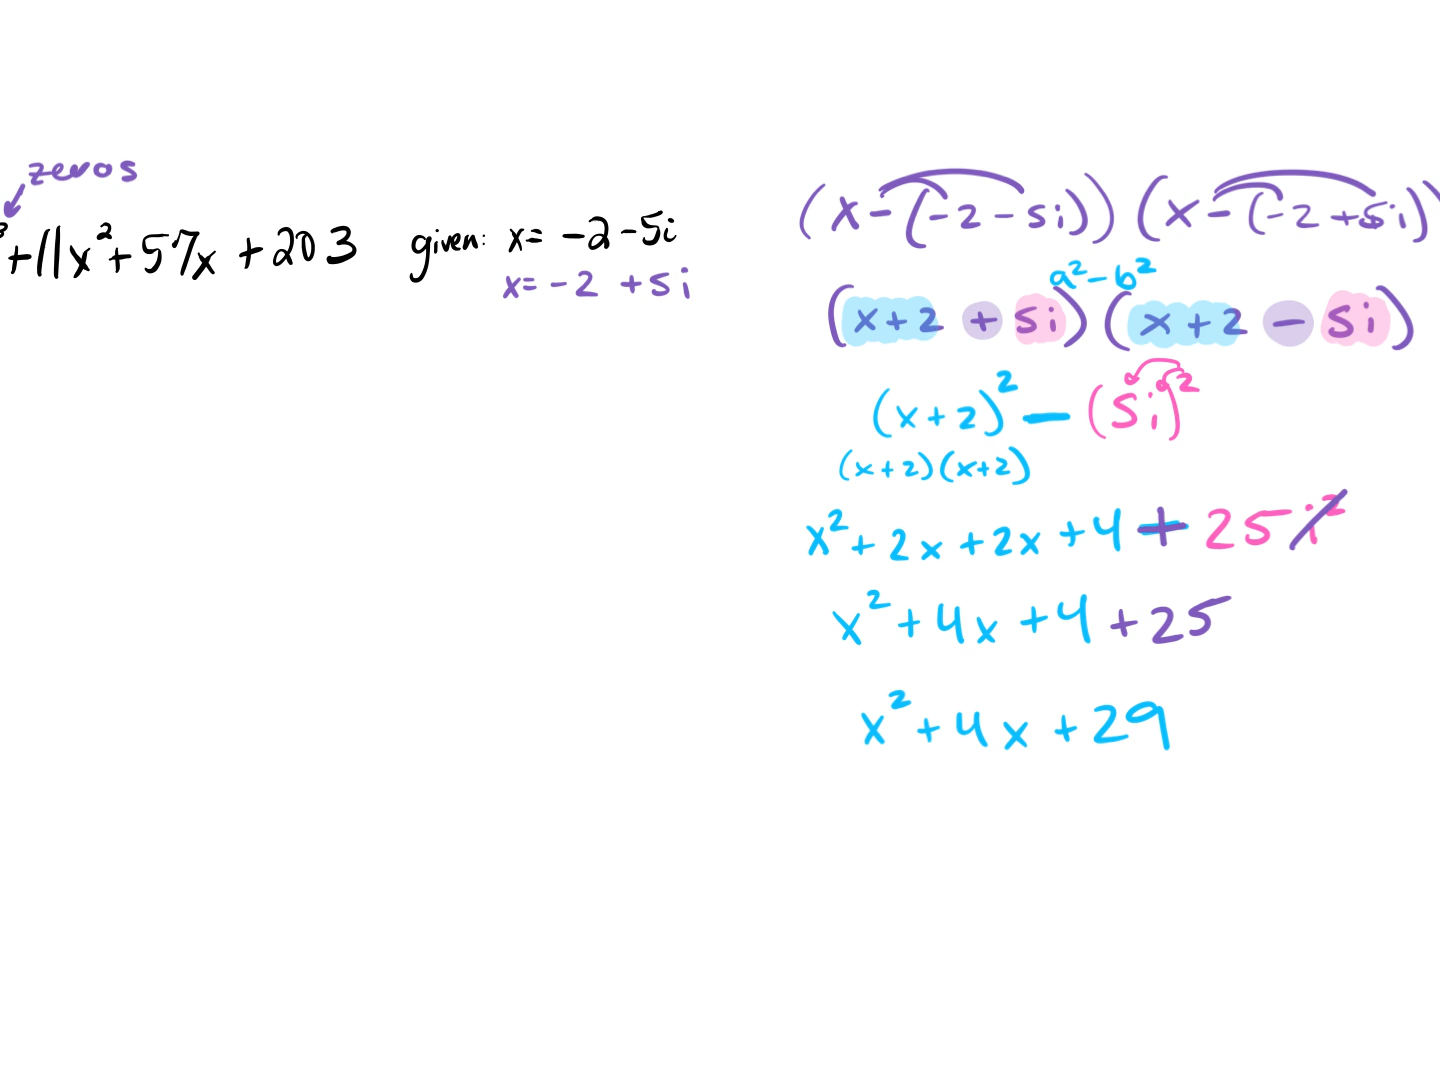 zeros
³+11x²+57x+203 given: x=-2-5i
x=-2+5i
(x-(-2-5i))(x-(-2+5i))
a²-b²
(x+2+5i)(x+2-5i)
(x+2)²-(5i)²
(x+2)(x+2)
x²+2x+2x+4+25i²
x²+4x+4+25
x²+4x+29